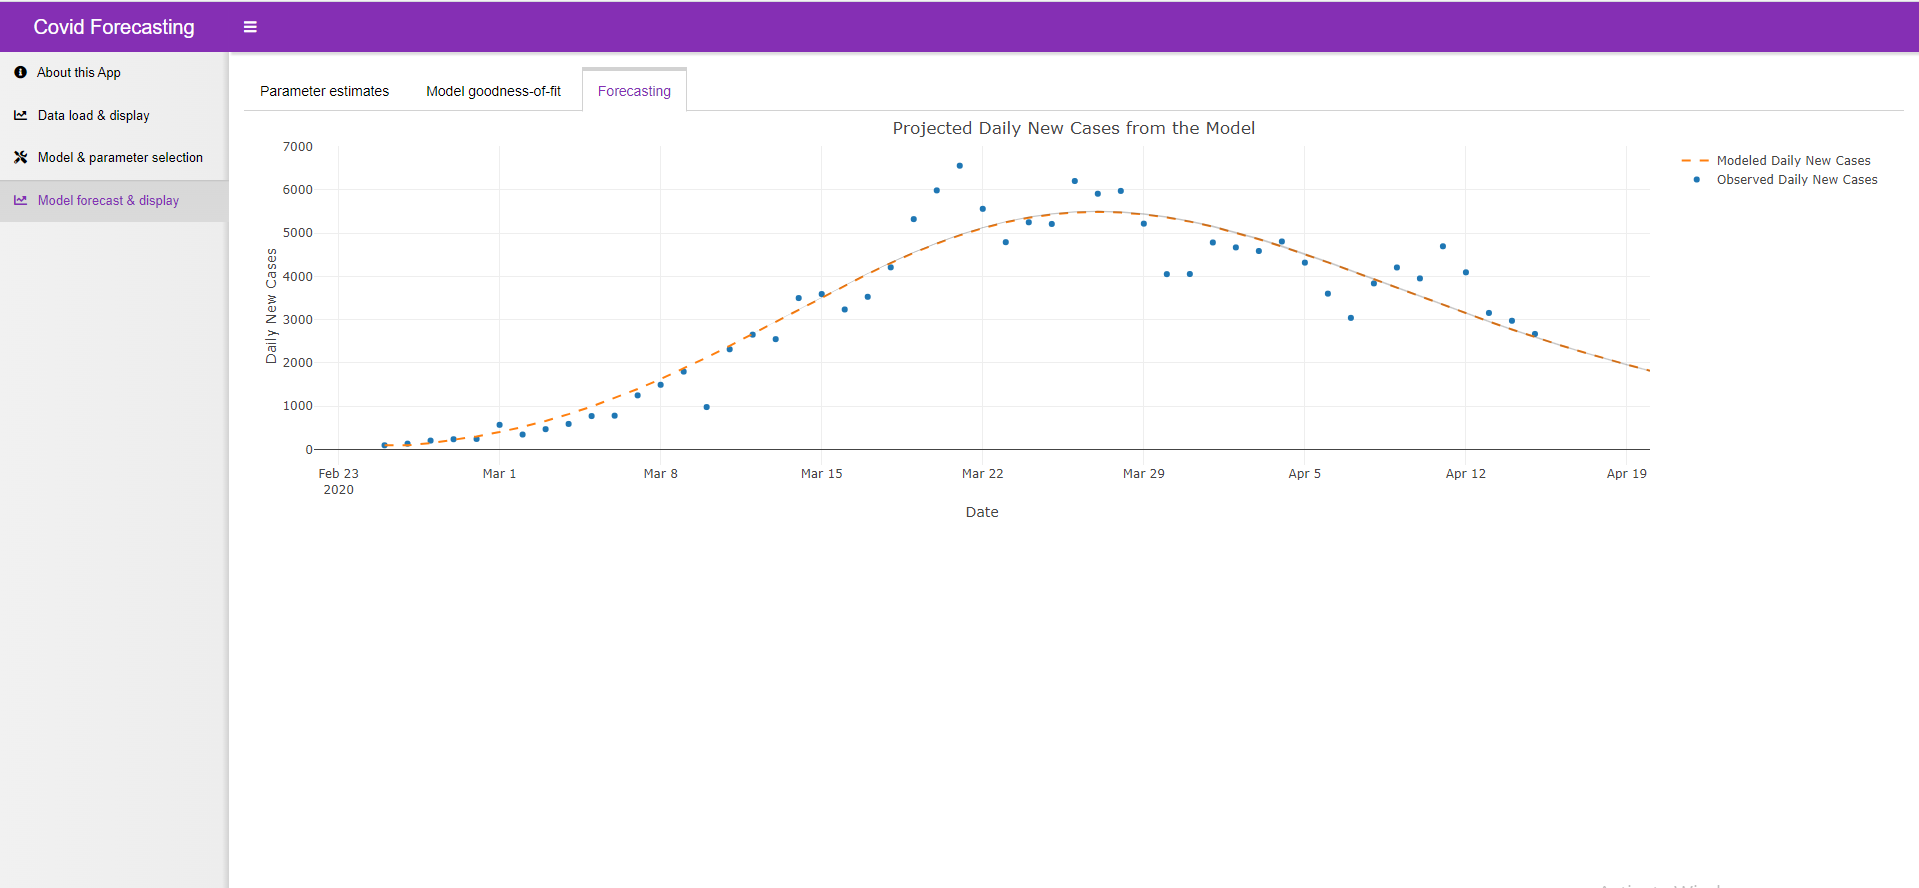 Covid Forecasting
About this App
Data load & display
Model & parameter selection
Model forecast & display
Parameter estimates
Model goodness-of-fit
Forecasting
Projected Daily New Cases from the Model
Modeled Daily New Cases
Observed Daily New Cases
Daily New Cases
7000
6000
5000
4000
3000
2000
1000
0
Feb 23
2020
Mar 1
Mar 8
Mar 15
Mar 22
Mar 29
Apr 5
Apr 12
Apr 19
Date